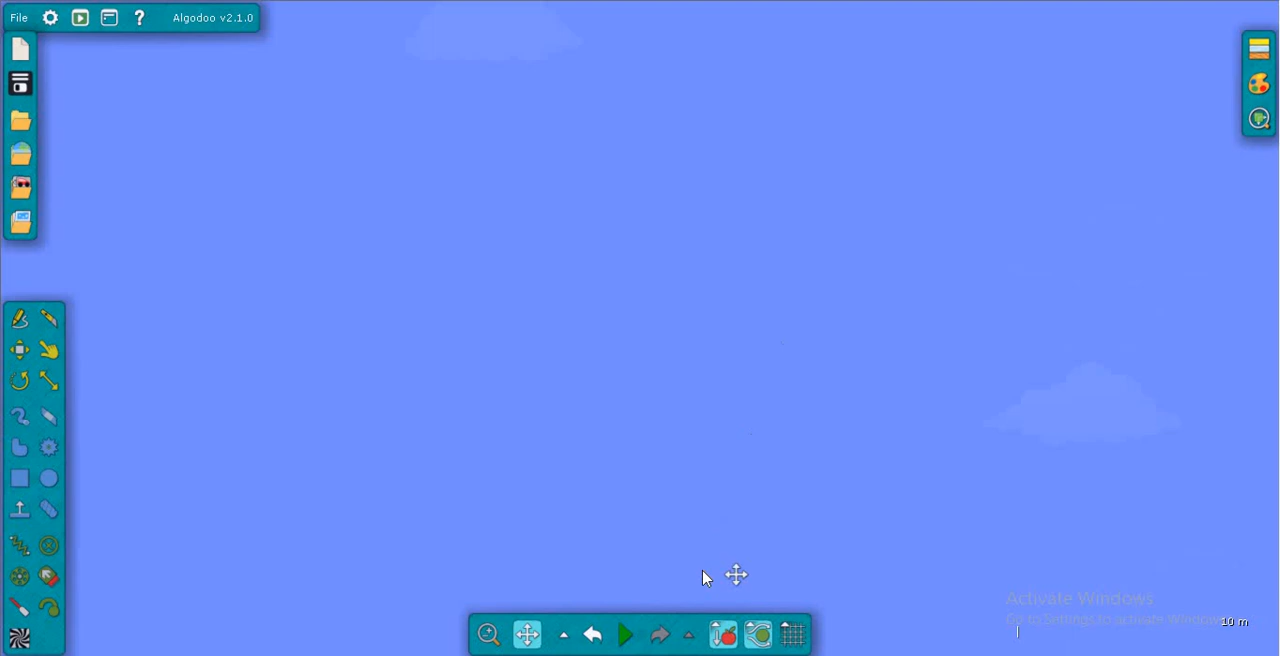 File ? Algodoo v2.1.0
Activate Windows
Go to Settings to activate Windows
10 m